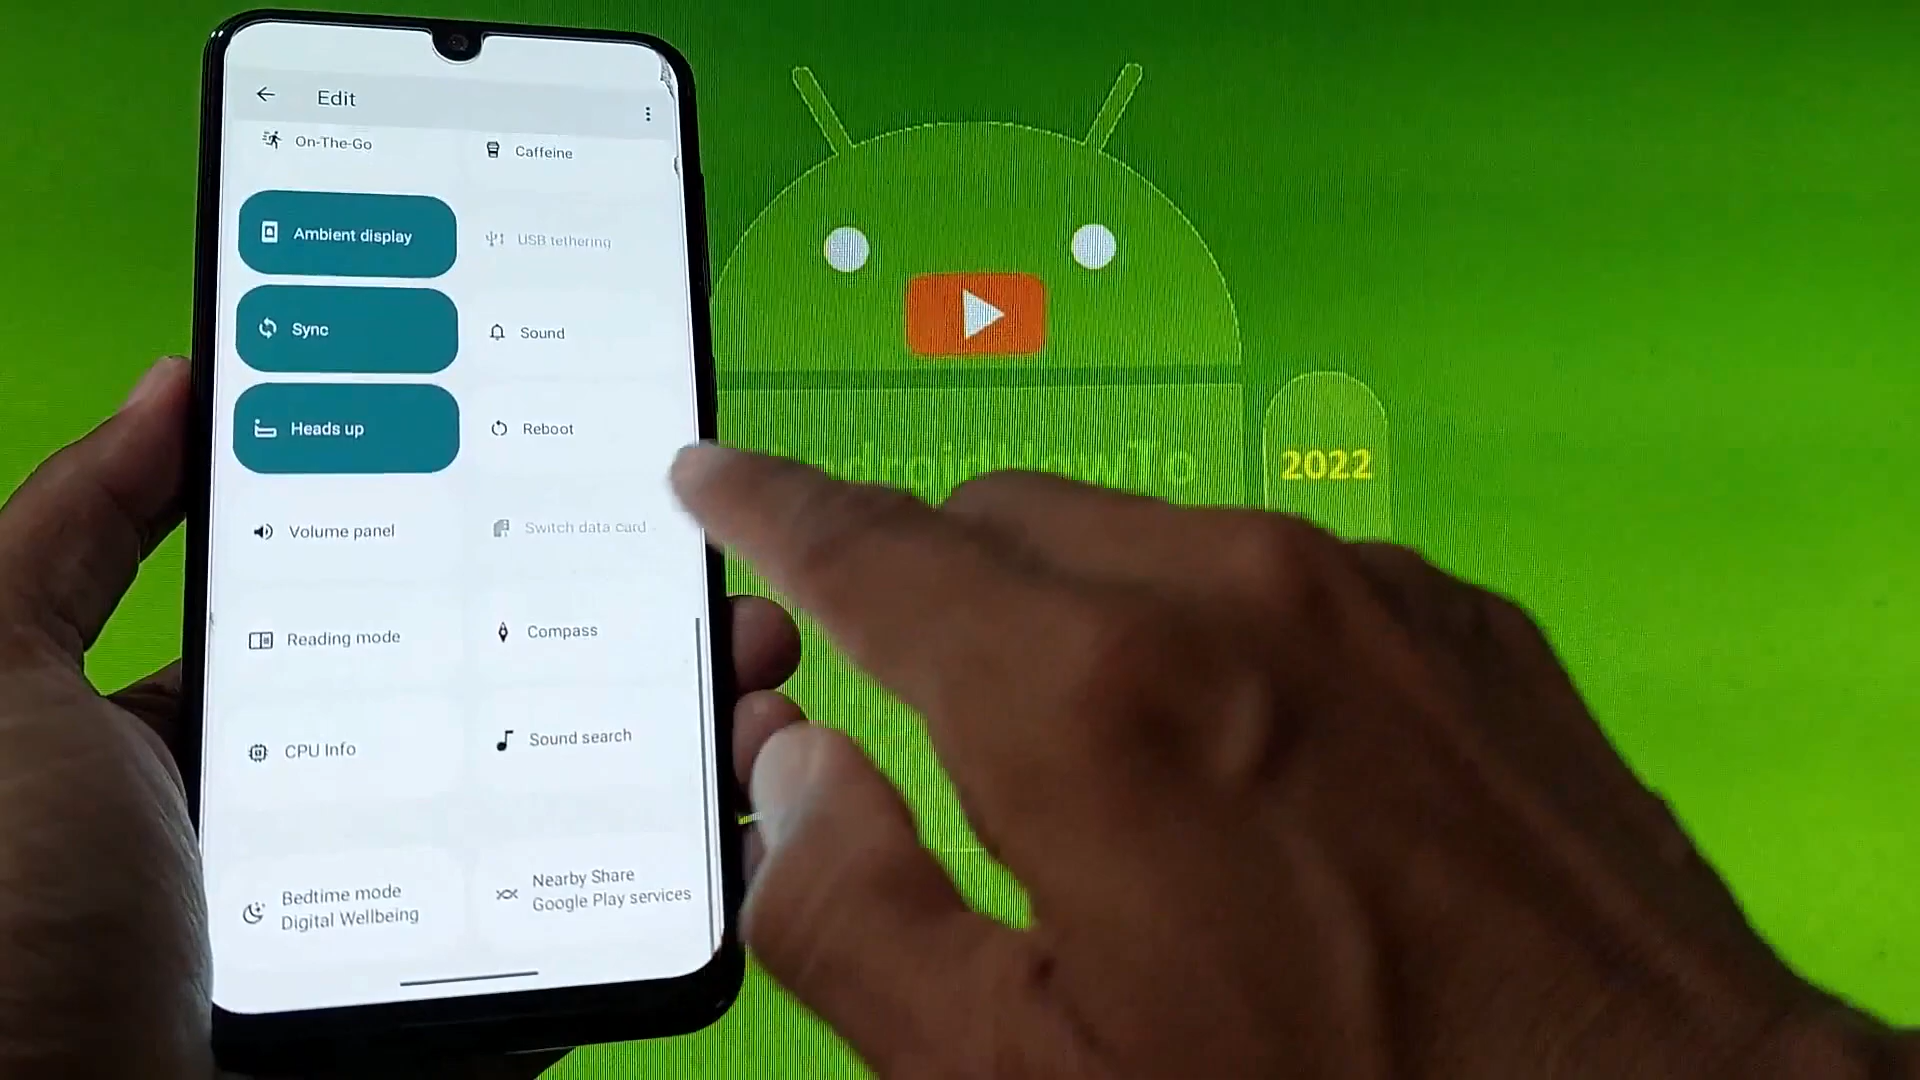 Edit
On-The-Go
Caffeine
Ambient display
USB tethering
Sync
Sound
Heads up
Reboot
Volume panel
Switch data card
Reading mode
Compass
CPU Info
Sound search
Bedtime mode
Digital Wellbeing
Nearby Share
Google Play services
2022